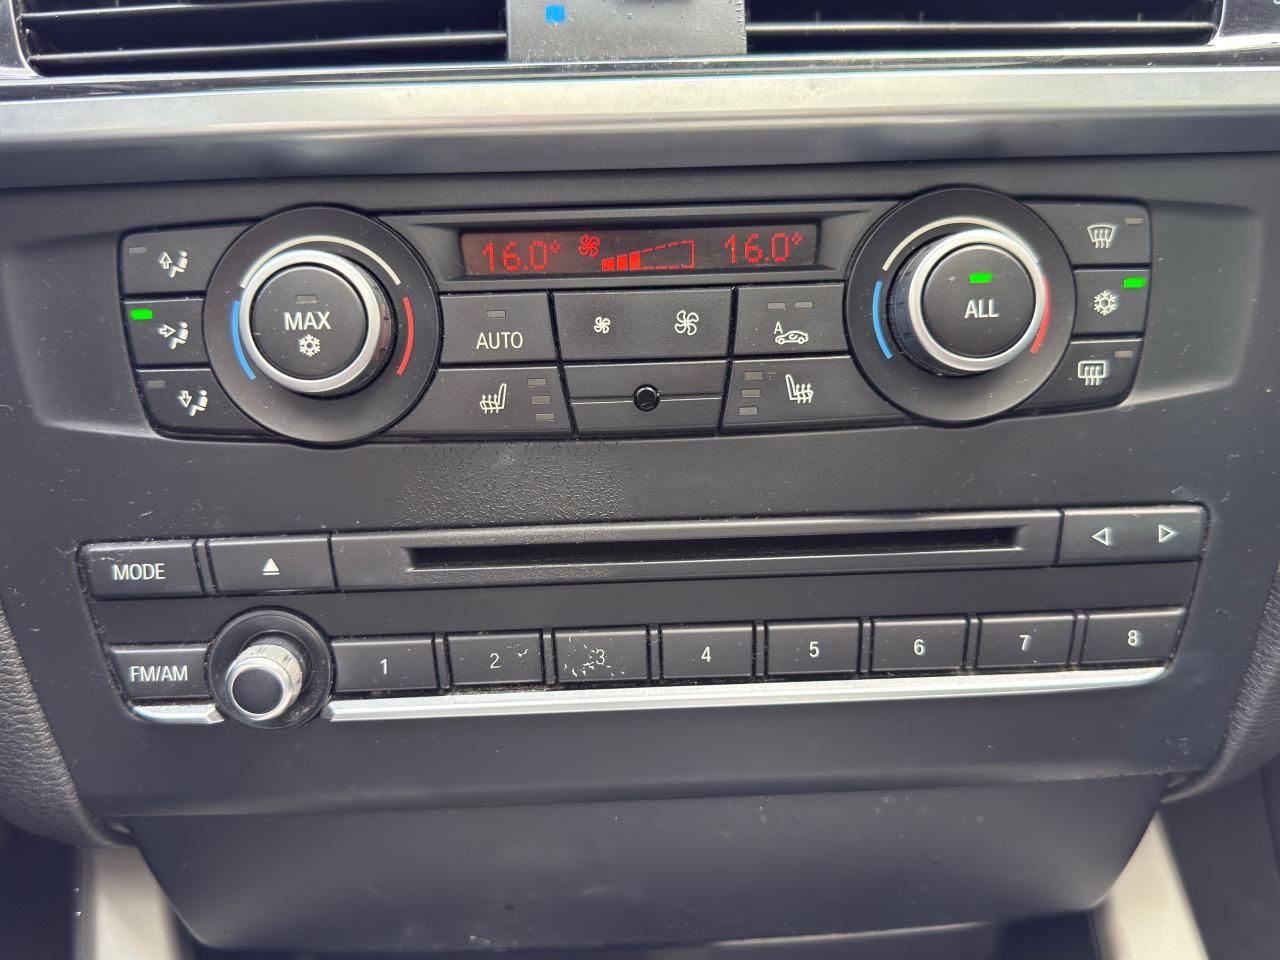 16.0° 16.0°
MAX
AUTO
A
ALL
MODE
FM/AM
1 2 3 4 5 6 7 8